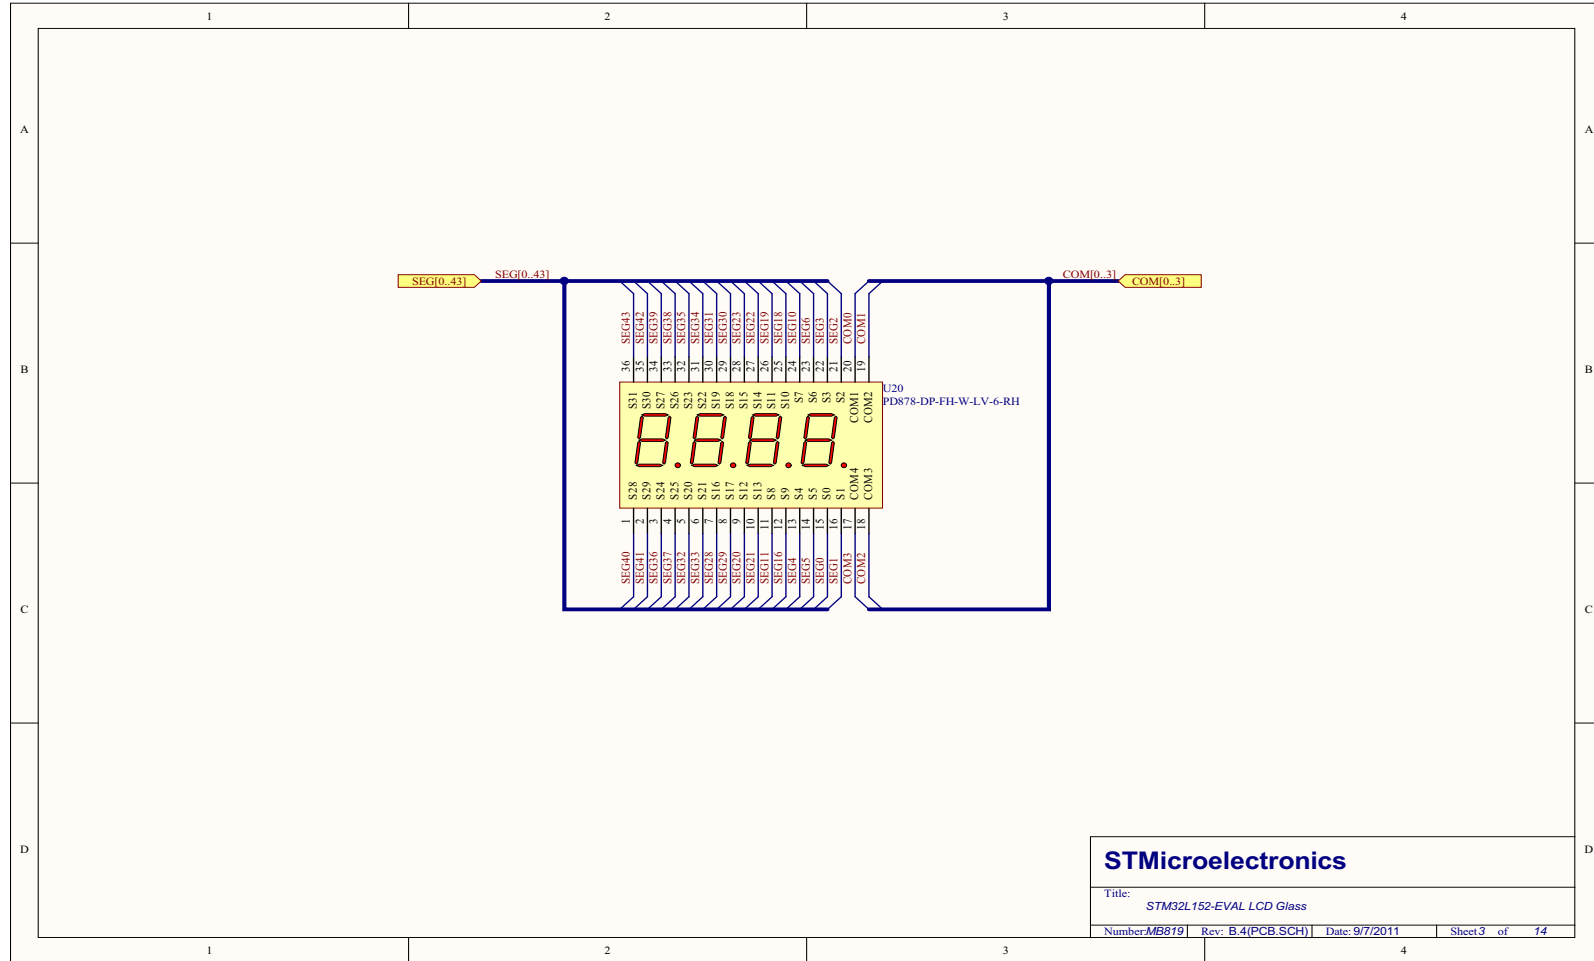 1 2 3 4
A A
SEG[0..43] SEG[0..43] COM[0..3] COM[0..3]
SEG43 SEG42 SEG39 SEG38 SEG35 SEG34 SEG31 SEG30 SEG23 SEG22 SEG19 SEG18 SEG10 SEG6 SEG3 SEG2 COM0 COM1
B B
36 35 34 33 32 31 30 29 28 27 26 25 24 23 22 21 20 19
U20
PD878-DP-FH-W-LV-6-RH
S31 S30 S27 S26 S23 S22 S19 S18 S15 S14 S11 S10 S7 S6 S3 S2 COM1 COM2
8.8.8.8.
S28 S29 S24 S25 S20 S21 S16 S17 S12 S13 S8 S9 S4 S5 S0 S1 COM4 COM3
1 2 3 4 5 6 7 8 9 10 11 12 13 14 15 16 17 18
SEG40 SEG41 SEG36 SEG37 SEG32 SEG33 SEG28 SEG29 SEG20 SEG21 SEG11 SEG16 SEG4 SEG5 SEG0 SEG1 COM3 COM2
C C
D D
STMicroelectronics
Title:
STM32L152-EVAL LCD Glass
Number:MB819 Rev: B.4(PCB.SCH) Date: 9/7/2011 Sheet 3 of 14
1 2 3 4